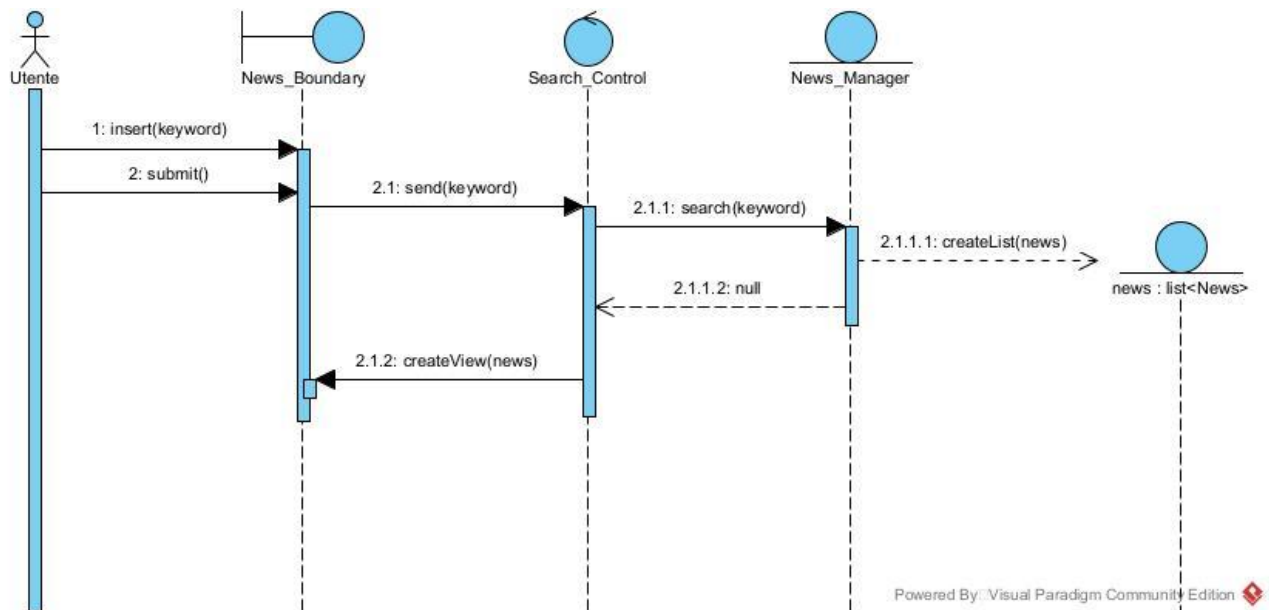 Utente
News_Boundary
Search_Control
News_Manager
1: insert(keyword)
2: submit()
2.1: send(keyword)
2.1.1: search(keyword)
2.1.1.1: createList(news)
news : list<News>
2.1.1.2: null
2.1.2: createView(news)
Powered By Visual Paradigm Community Edition